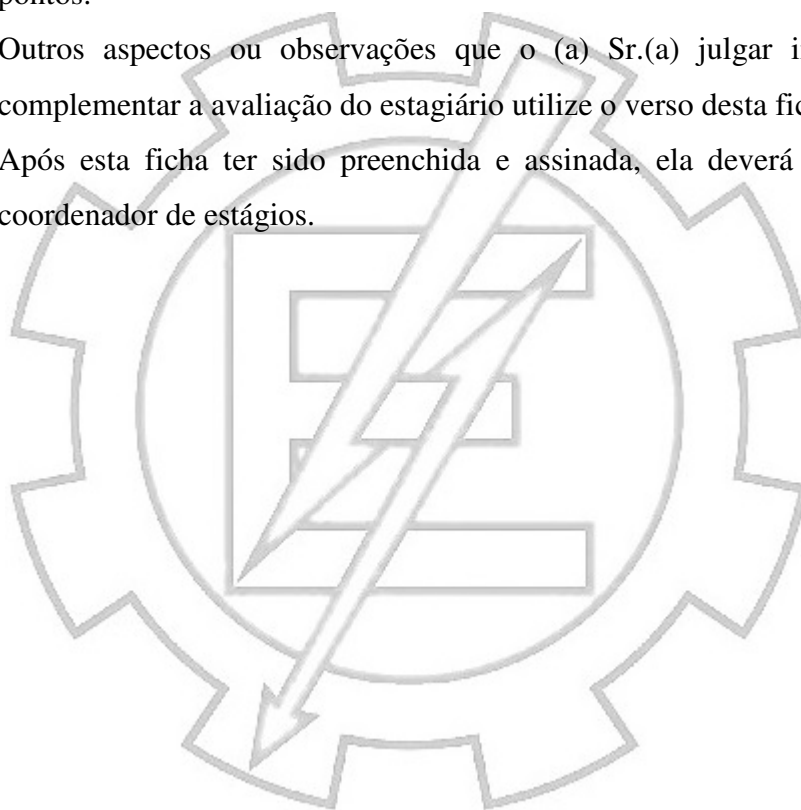 pontos.
Outros aspectos ou observações que o (a) Sr.(a) julgar
complementar a avaliação do estagiário utilize o verso desta
Após esta ficha ter sido preenchida e assinada, ela deverá
coordenador de estágios.